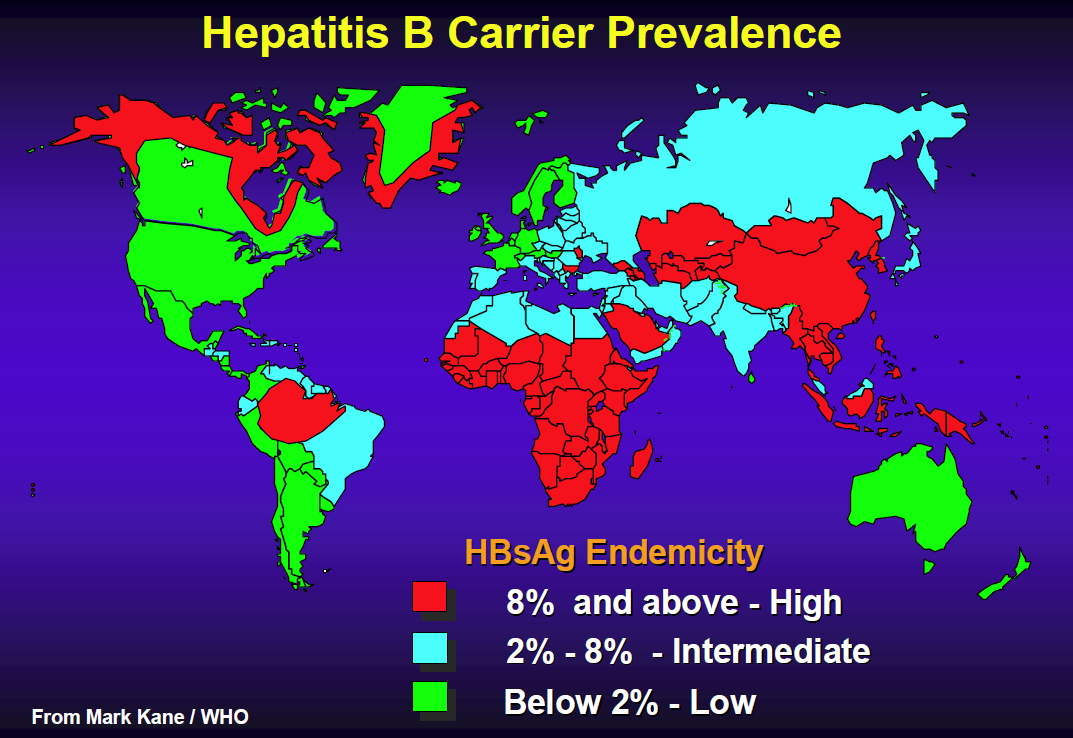 Hepatitis B Carrier Prevalence
HBsAg Endemicity
8% and above - High
2% - 8% - Intermediate
Below 2% - Low
From Mark Kane / WHO